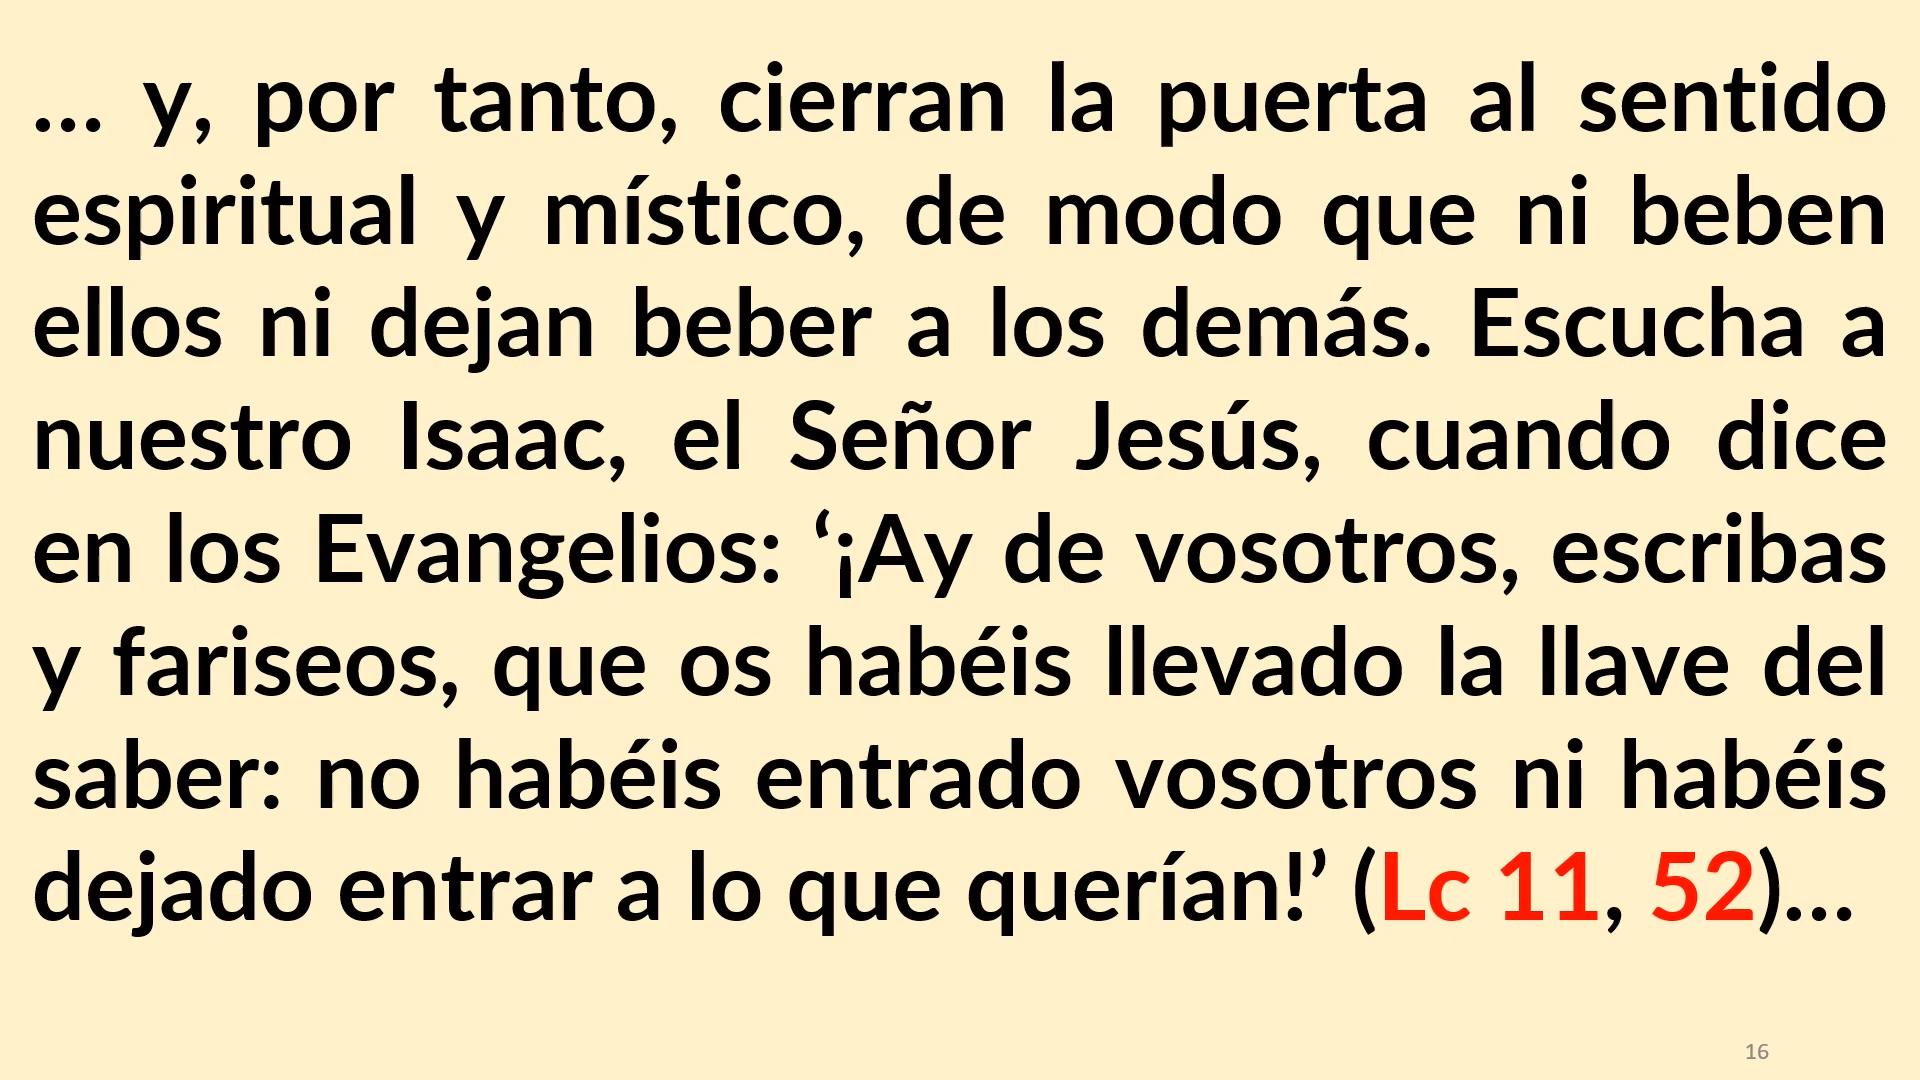 … y, por tanto, cierran la puerta al sentido
espiritual y místico, de modo que ni beben
ellos ni dejan beber a los demás. Escucha a
nuestro Isaac, el Señor Jesús, cuando dice
en los Evangelios: ‘¡Ay de vosotros, escribas
y fariseos, que os habéis llevado la llave del
saber: no habéis entrado vosotros ni habéis
dejado entrar a lo que querían!’ (Lc 11, 52)…
16